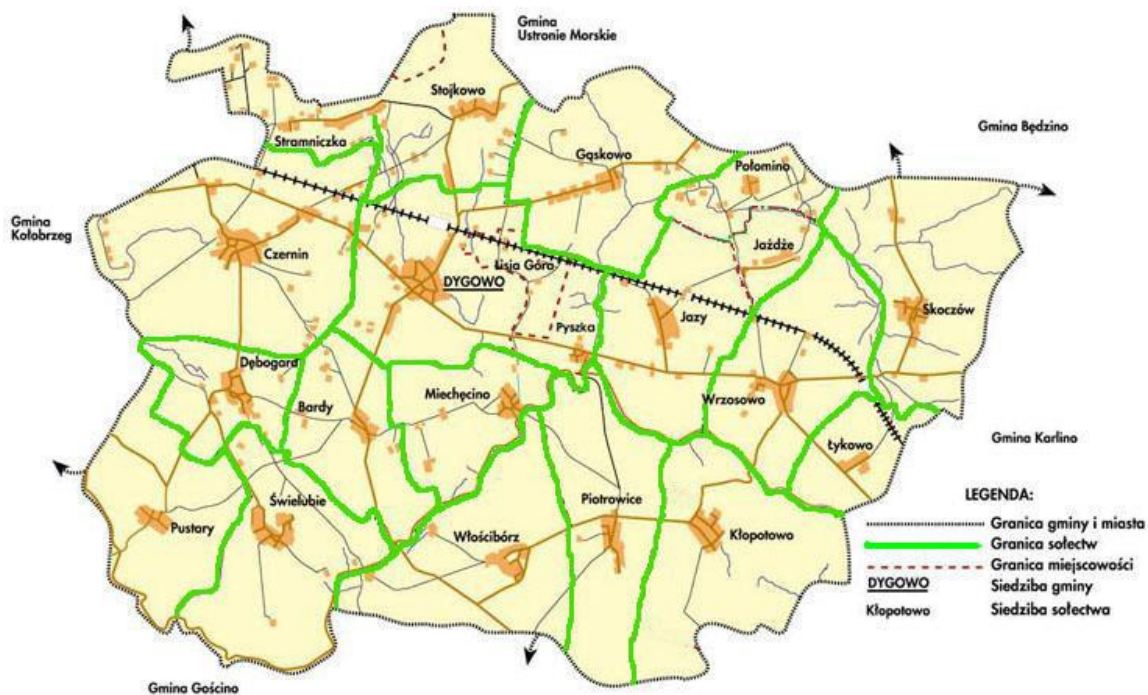 Gmina
Ustronie Morskie
Stojkowo
Stramniczka
Gmina Będzino
Gąskowo
Połomino
Gmina
Kołobrzeg
Czernin
Jażdże
Lisia Góra
DYGOWO
Skoczów
Jazy
Pyszka
Dębogard
Miechęcino
Wrzosowo
Bardy
Gmina Karlino
Łykowo
LEGENDA:
Piotrowice
Świelubie
Pustary
Włościbórz
Kłopotowo
Granica gminy i miasta
Granica sołectw
Granica miejscowości
DYGOWO
Siedziba gminy
Kłopotowo
Siedziba sołectwa
Gmina Gościno